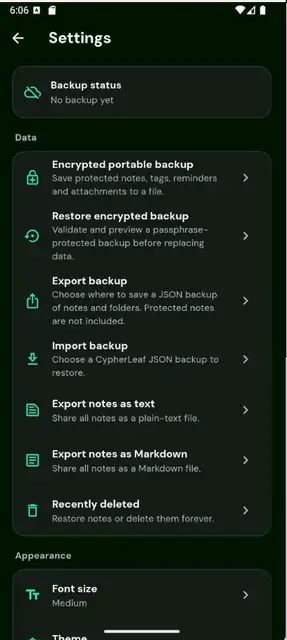 6:06
Settings
Backup status
No backup yet
Data
Encrypted portable backup
Save protected notes, tags, reminders
and attachments to a file.
Restore encrypted backup
Validate and preview a passphrase-
protected backup before replacing
data.
Export backup
Choose where to save a JSON backup
of notes and folders. Protected notes
are not included.
Import backup
Choose a CypherLeaf JSON backup to
restore.
Export notes as text
Share all notes as a plain-text file.
Export notes as Markdown
Share all notes as a Markdown file.
Recently deleted
Restore notes or delete them forever.
Appearance
Font size
Medium
Theme